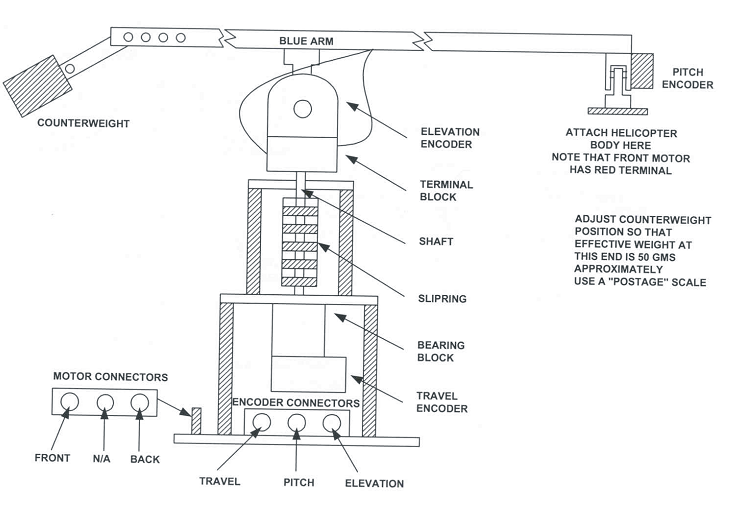 BLUE ARM
PITCH
ENCODER
COUNTERWEIGHT
ELEVATION
ENCODER
ATTACH HELICOPTER
BODY HERE
NOTE THAT FRONT MOTOR
HAS RED TERMINAL
TERMINAL
BLOCK
SHAFT
ADJUST COUNTERWEIGHT
POSITION SO THAT
EFFECTIVE WEIGHT AT
THIS END IS 50 GMS
APPROXIMATELY
USE A "POSTAGE" SCALE
SLIPRING
BEARING
BLOCK
MOTOR CONNECTORS
TRAVEL
ENCODER
ENCODER CONNECTORS
FRONT
N/A
BACK
TRAVEL
PITCH
ELEVATION